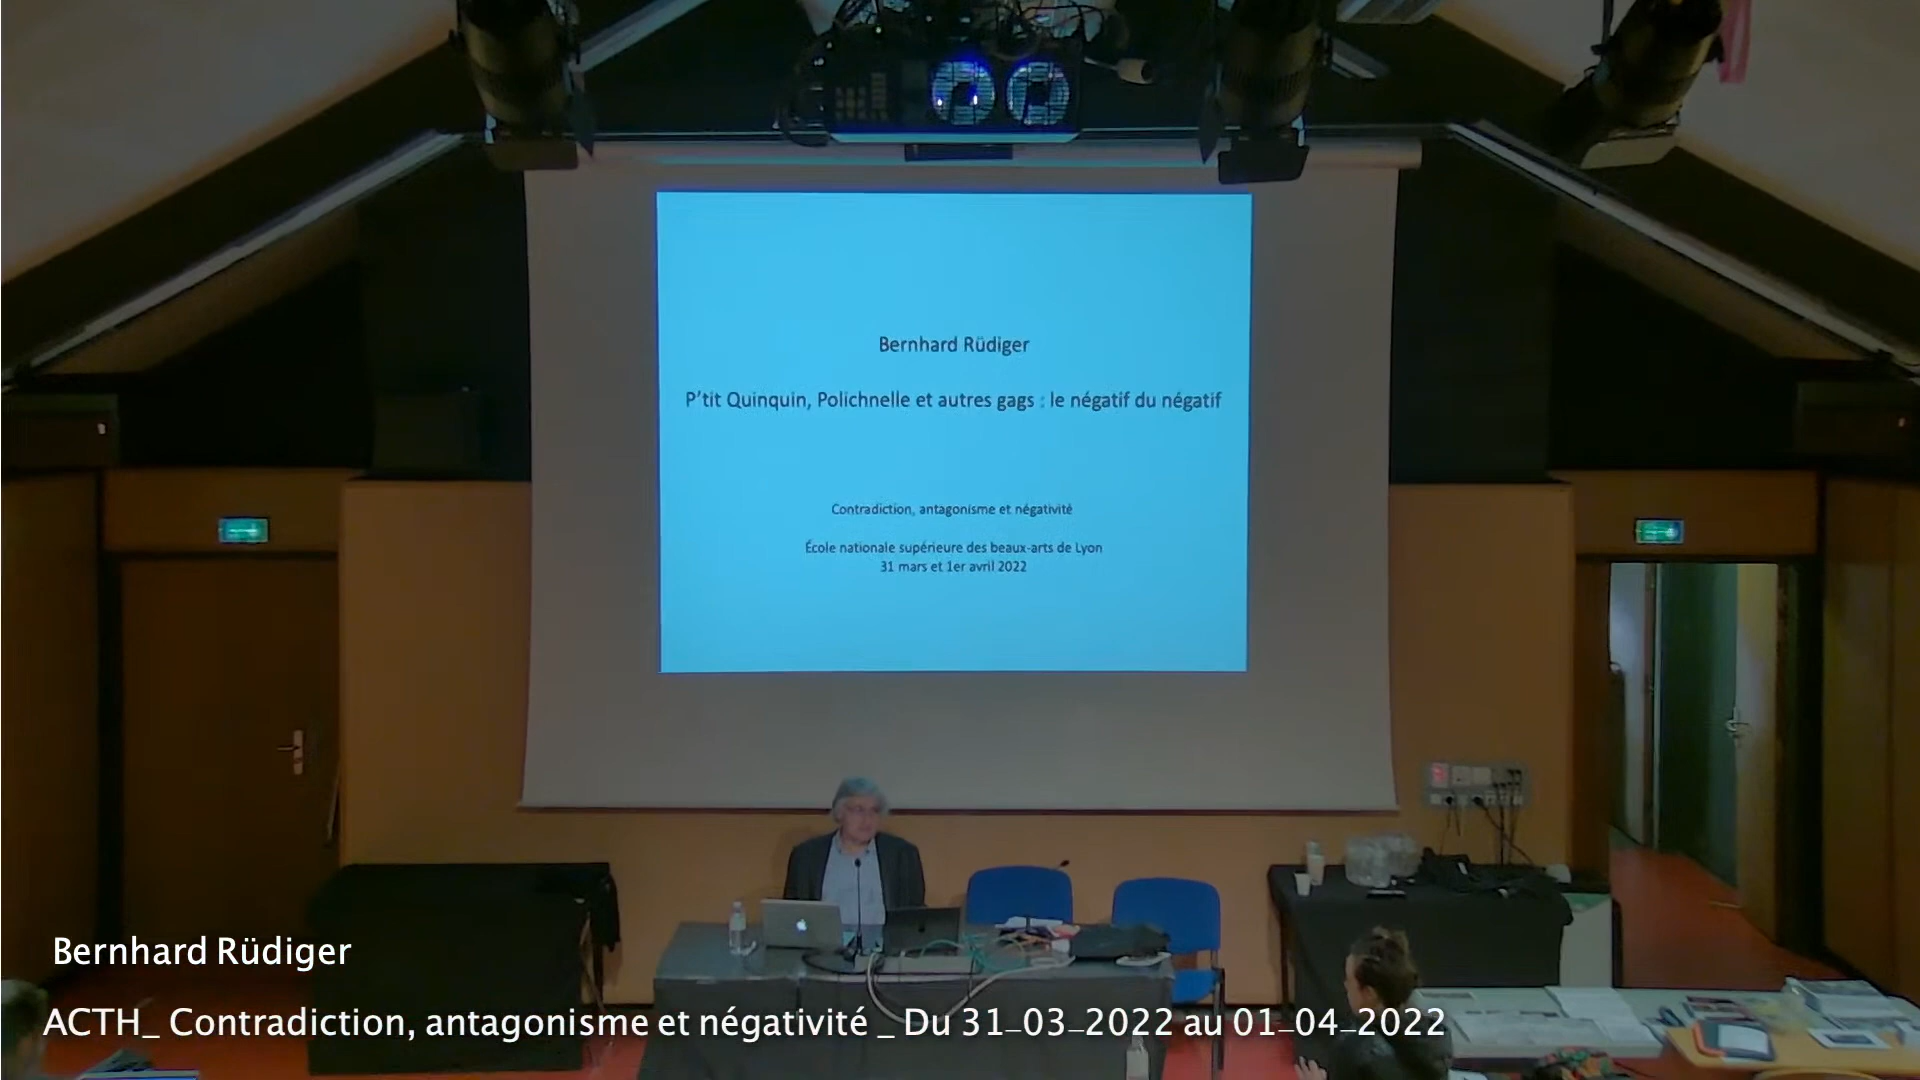 Bernhard Rüdiger
P'tit Quinquin, Polichnelle et autres gags : le négatif du négatif
Contradiction, antagonisme et négativité
École nationale supérieure des beaux-arts de Lyon
31 mars et 1er avril 2022
Bernhard Rüdiger
ACTH_ Contradiction, antagonisme et négativité _ Du 31-03-2022 au 01-04-2022